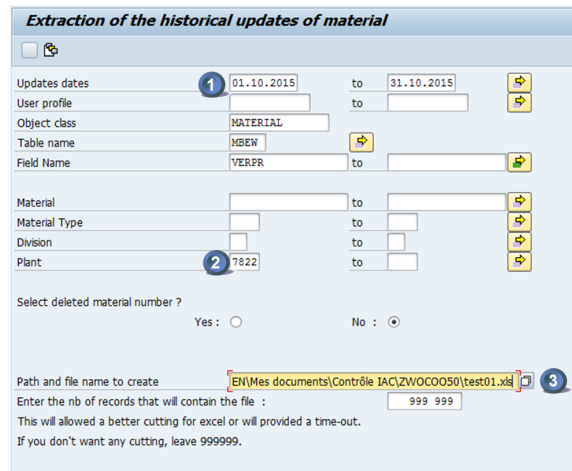 Extraction of the historical updates of material
Updates dates 1 01.10.2015 to 31.10.2015
User profile to
Object class MATERIAL
Table name MBEW
Field Name VERPR to
Material to
Material Type to
Division to
Plant 2 7822 to
Select deleted material number ?
Yes : No :
Path and file name to create EN\Mes documents\Contrôle IAC\ZWOCOO50\test01.xls 3
Enter the nb of records that will contain the file : 999 999
This will allowed a better cutting for excel or will provided a time-out.
If you don't want any cutting, leave 999999.